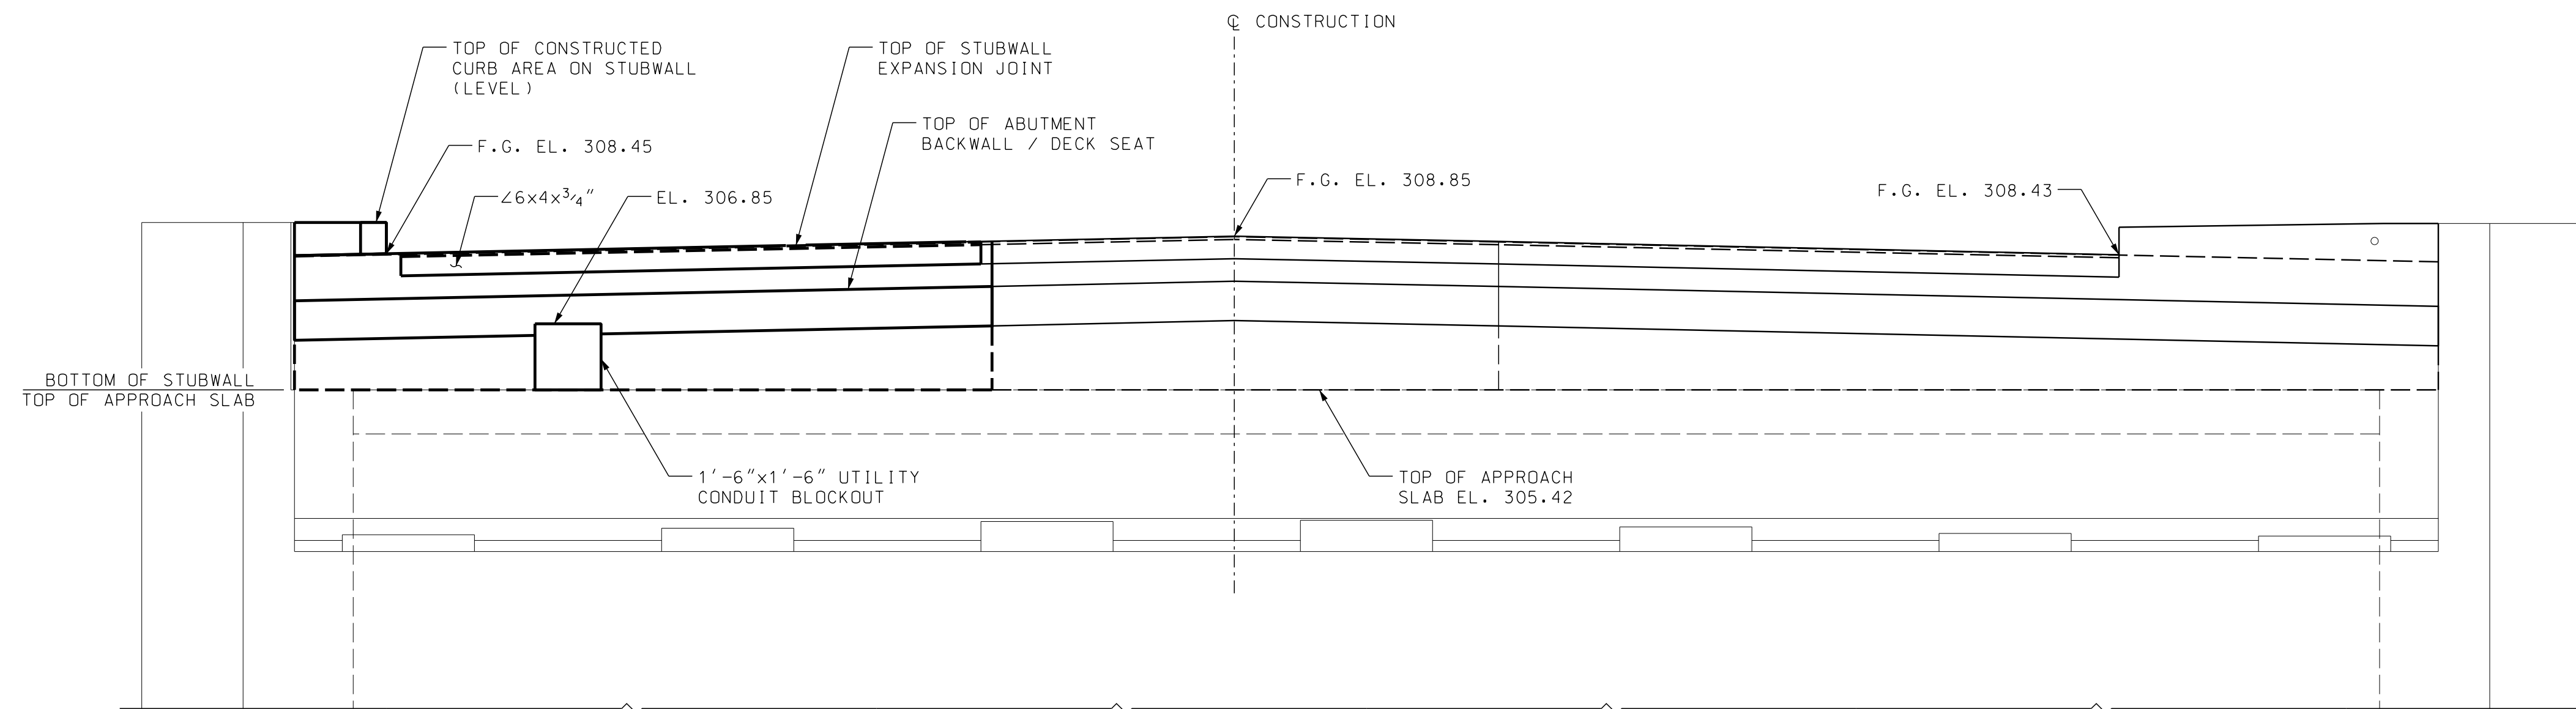 ℄ CONSTRUCTION
TOP OF CONSTRUCTED
CURB AREA ON STUBWALL
(LEVEL)
TOP OF STUBWALL
EXPANSION JOINT
TOP OF ABUTMENT
BACKWALL / DECK SEAT
F.G. EL. 308.45
∠6x4x3/4"
EL. 306.85
F.G. EL. 308.85
F.G. EL. 308.43
BOTTOM OF STUBWALL
TOP OF APPROACH SLAB
1'-6"x1'-6" UTILITY
CONDUIT BLOCKOUT
TOP OF APPROACH
SLAB EL. 305.42